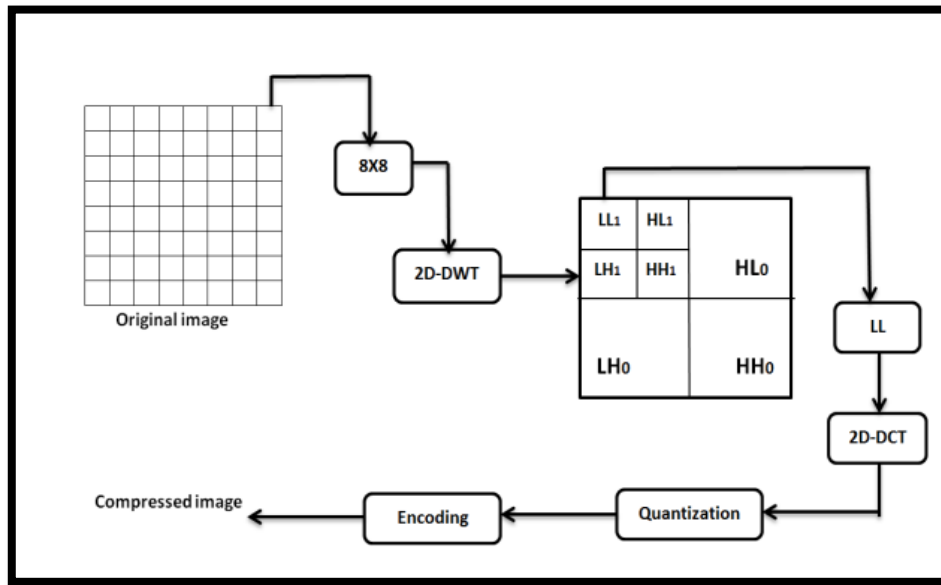 Original image
8X8
2D-DWT
LL1
HL1
LH1
HH1
HL0
LH0
HH0
LL
2D-DCT
Quantization
Encoding
Compressed image